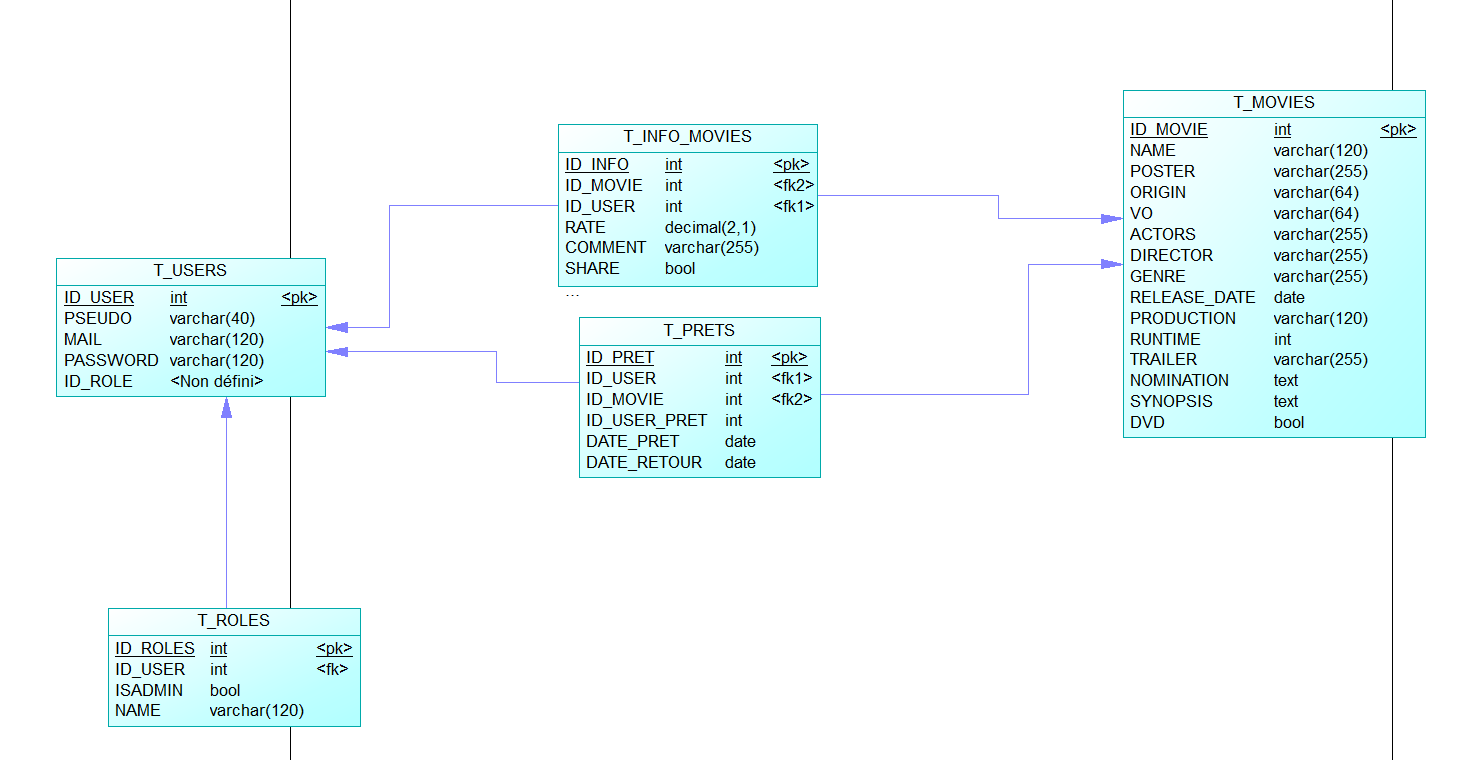 T_MOVIES
ID_MOVIE int <pk>
NAME varchar(120)
POSTER varchar(255)
ORIGIN varchar(64)
VO varchar(64)
ACTORS varchar(255)
DIRECTOR varchar(255)
GENRE varchar(255)
RELEASE_DATE date
PRODUCTION varchar(120)
RUNTIME int
TRAILER varchar(255)
NOMINATION text
SYNOPSIS text
DVD bool
T_INFO_MOVIES
ID_INFO int <pk>
ID_MOVIE int <fk2>
ID_USER int <fk1>
RATE decimal(2,1)
COMMENT varchar(255)
SHARE bool
...
T_USERS
ID_USER int <pk>
PSEUDO varchar(40)
MAIL varchar(120)
PASSWORD varchar(120)
ID_ROLE <Non défini>
T_PRETS
ID_PRET int <pk>
ID_USER int <fk1>
ID_MOVIE int <fk2>
ID_USER_PRET int
DATE_PRET date
DATE_RETOUR date
T_ROLES
ID_ROLES int <pk>
ID_USER int <fk>
ISADMIN bool
NAME varchar(120)